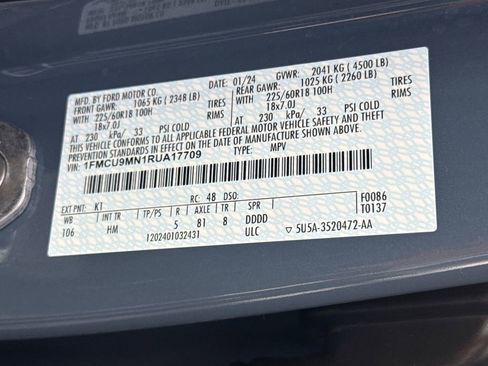 MFD. BY FORD MOTOR CO. DATE: 01/24 GVWR: 2041 KG (4500 LB)
FRONT GAWR: 1065 KG (2348 LB) REAR GAWR: 1025 KG (2260 LB)
WITH 225/60R18 100H TIRES WITH 225/60R18 100H TIRES
18x7.0J RIMS 18x7.0J RIMS
AT 230 kPa/ 33 PSI COLD AT 230 kPa/ 33 PSI COLD
THIS VEHICLE CONFORMS TO ALL APPLICABLE FEDERAL MOTOR VEHICLE SAFETY AND THEFT PREVENTION
STANDARDS IN EFFECT ON THE DATE OF MANUFACTURE SHOWN ABOVE.
VIN: 1FMCU9MN1RUA17709 TYPE: MPV
EXT PNT: K1 RC: 48 DSO: F0086
WB INT TR TP/PS R AXLE TR SPR T0137
106 HM 5 81 8 DDDD
1202401032431 ULC 5U5A-3520472-AA